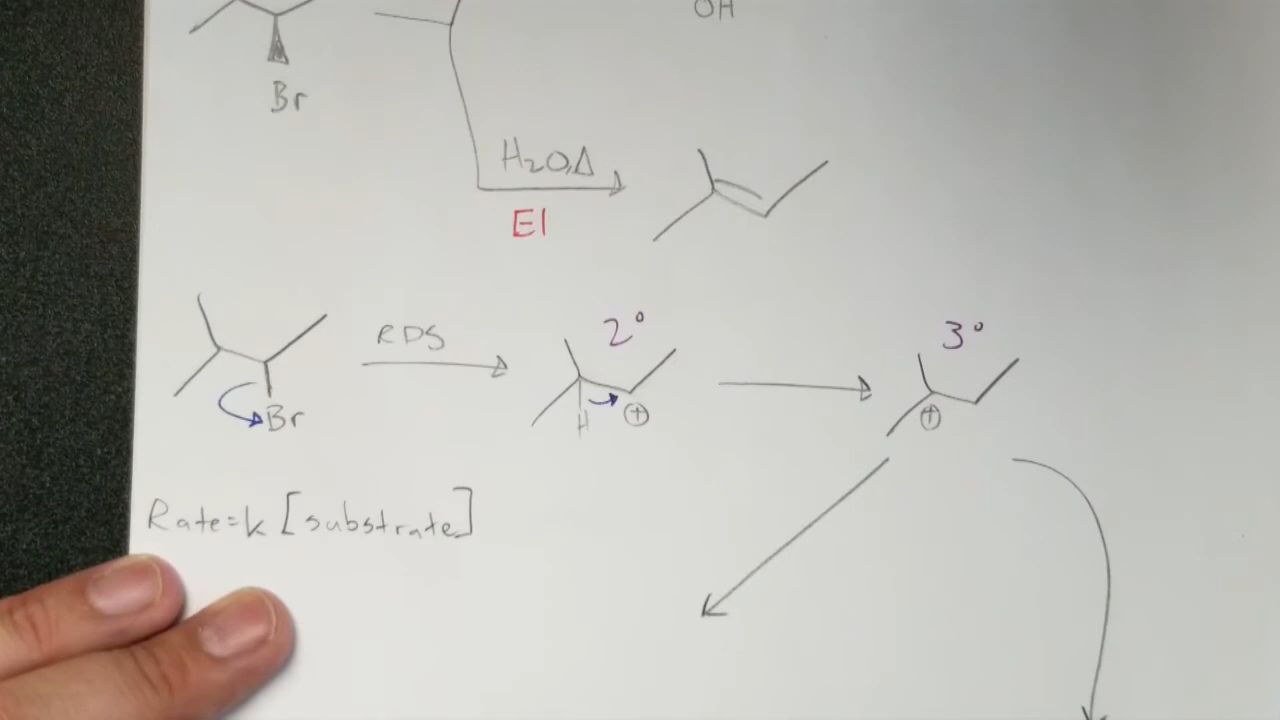 OH
Br
H₂O,Δ
E1
RDS
2°
3°
Br
H
⊕
⊕
Rate=k [substrate]